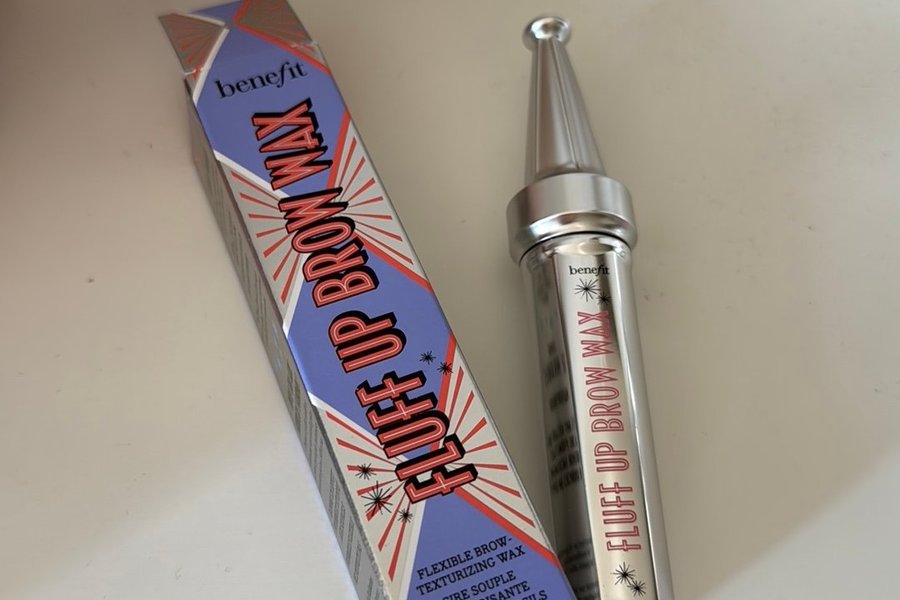 benefit
FLUFF UP BROW WAX
FLEXIBLE BROW-
TEXTURIZING WAX
CIRE SOUPLE
benefit
FLUFF UP BROW WAX